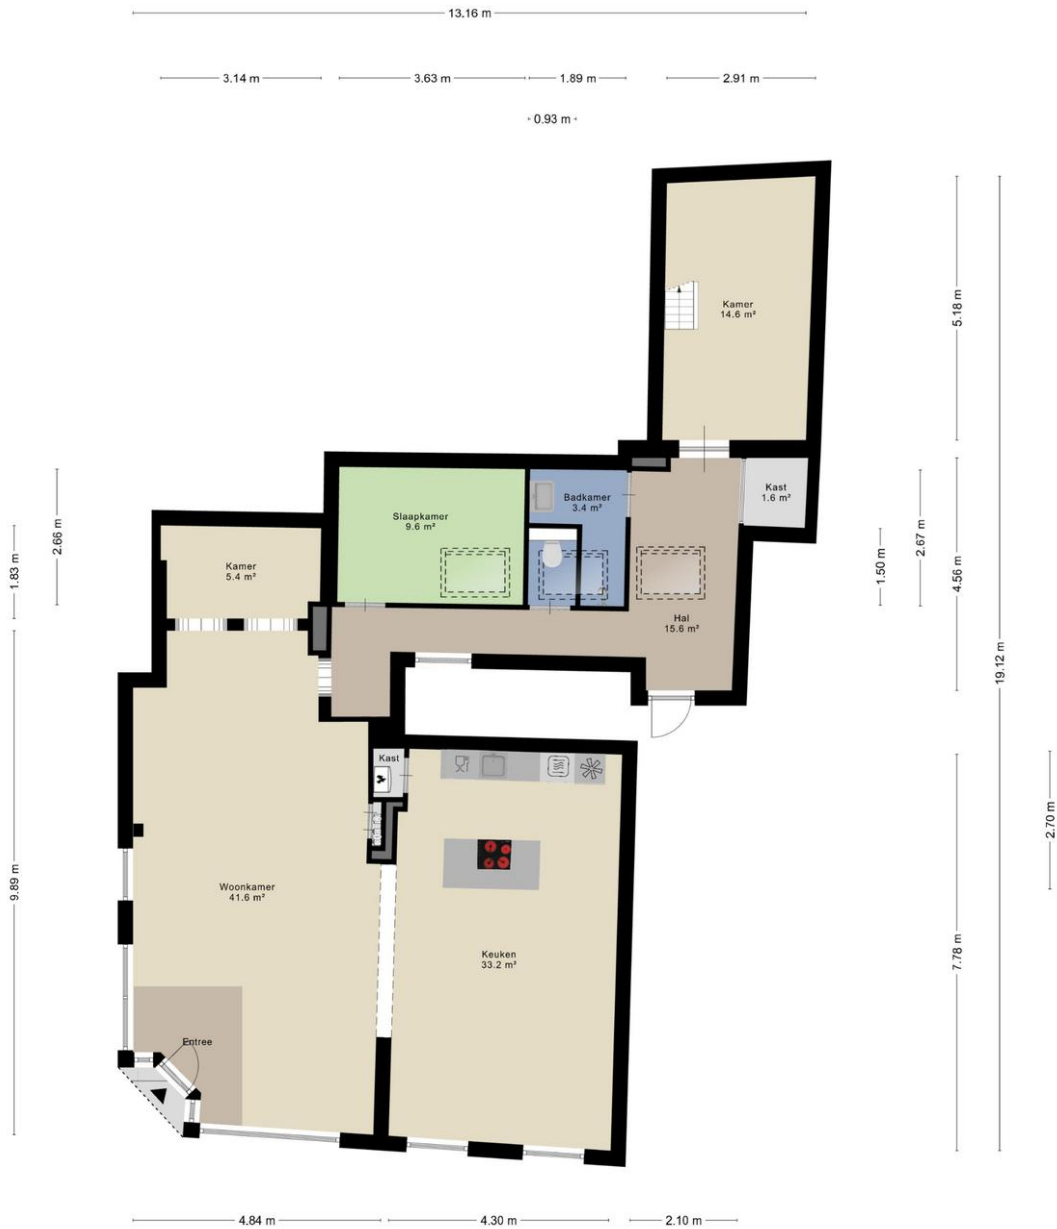 13.16 m
3.14 m
3.63 m
1.89 m
2.91 m
0.93 m
5.18 m
Kamer
14.6 m²
2.66 m
1.83 m
Kamer
5.4 m²
Slaapkamer
9.6 m²
Badkamer
3.4 m²
Kast
1.6 m²
1.50 m
2.67 m
4.56 m
19.12 m
Hal
15.6 m²
Kast
9.89 m
Woonkamer
41.6 m²
Keuken
33.2 m²
2.70 m
7.78 m
Entree
4.84 m
4.30 m
2.10 m